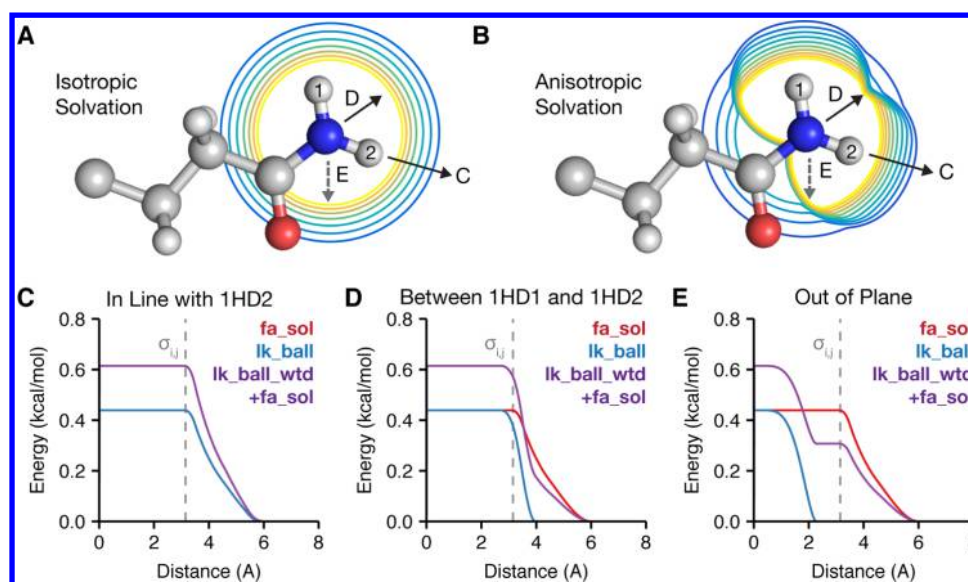 A
B
Isotropic
Solvation
Anisotropic
Solvation
1
D
2
E
C
1
D
2
E
C
C In Line with 1HD2
D Between 1HD1 and 1HD2
E Out of Plane
Energy (kcal/mol)
0.8
0.6
0.4
0.2
0.0
σi,j
fa_sol
lk_ball
lk_ball_wtd
+fa_sol
0 2 4 6 8
Distance (A)
Energy (kcal/mol)
0.8
0.6
0.4
0.2
0.0
σi,j
fa_sol
lk_ball
lk_ball_wtd
+fa_sol
0 2 4 6 8
Distance (A)
Energy (kcal/mol)
0.8
0.6
0.4
0.2
0.0
σi,j
fa_so
lk_bal
lk_ball_wtd
+fa_so
0 2 4 6
Distance (A)